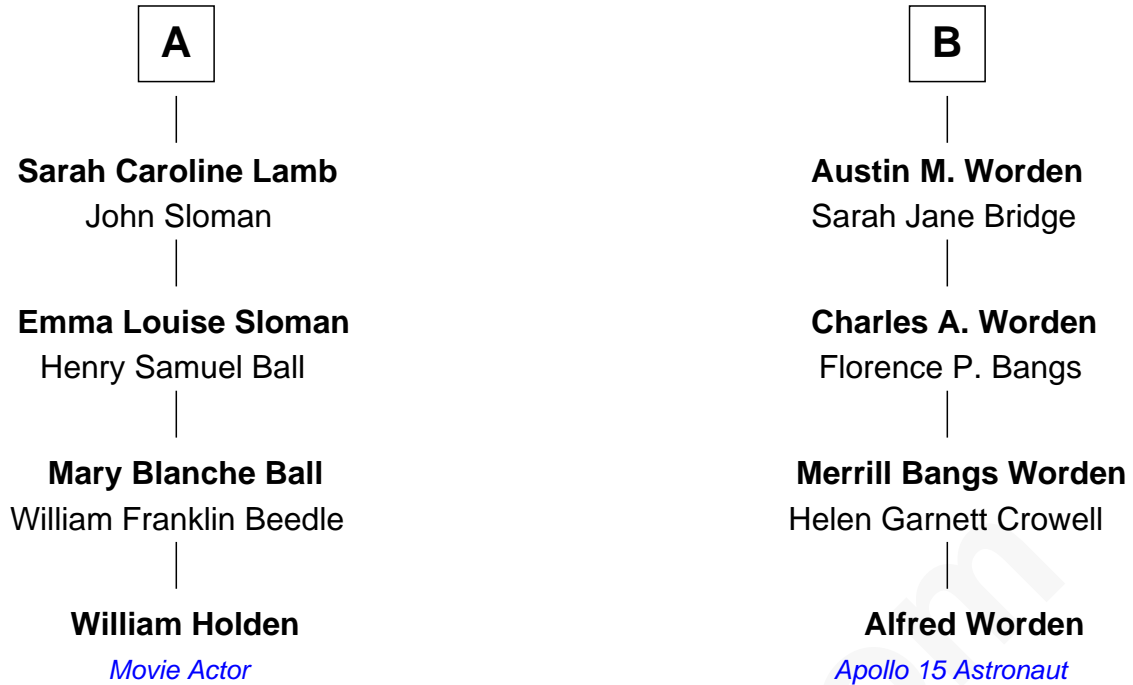 A
Sarah Caroline Lamb
John Sloman
Emma Louise Sloman
Henry Samuel Ball
Mary Blanche Ball
William Franklin Beedle
William Holden
Movie Actor
B
Austin M. Worden
Sarah Jane Bridge
Charles A. Worden
Florence P. Bangs
Merrill Bangs Worden
Helen Garnett Crowell
Alfred Worden
Apollo 15 Astronaut